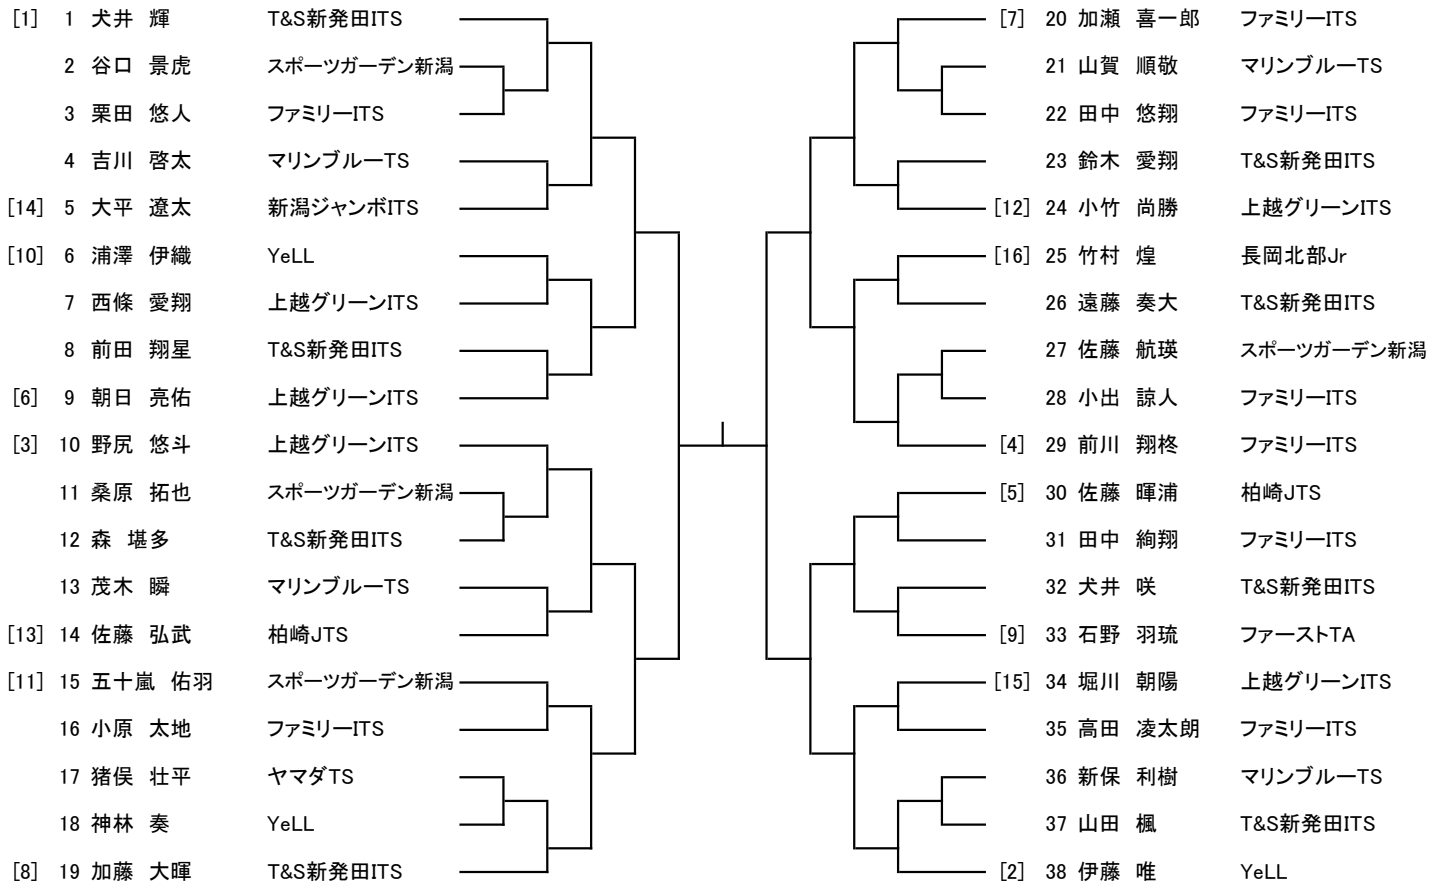 [1] 1 犬井 輝 T&S新発田ITS
2 谷口 景虎 スポーツガーデン新潟
3 栗田 悠人 ファミリーITS
4 吉川 啓太 マリンブルーTS
[14] 5 大平 遼太 新潟ジャンボITS
[10] 6 浦澤 伊織 YeLL
7 西條 愛翔 上越グリーンITS
8 前田 翔星 T&S新発田ITS
[6] 9 朝日 亮佑 上越グリーンITS
[3] 10 野尻 悠斗 上越グリーンITS
11 桑原 拓也 スポーツガーデン新潟
12 森 堪多 T&S新発田ITS
13 茂木 瞬 マリンブルーTS
[13] 14 佐藤 弘武 柏崎JTS
[11] 15 五十嵐 佑羽 スポーツガーデン新潟
16 小原 太地 ファミリーITS
17 猪俣 壮平 ヤマダTS
18 神林 奏 YeLL
[8] 19 加藤 大暉 T&S新発田ITS
[7] 20 加瀬 喜一郎 ファミリーITS
21 山賀 順敬 マリンブルーTS
22 田中 悠翔 ファミリーITS
23 鈴木 愛翔 T&S新発田ITS
[12] 24 小竹 尚勝 上越グリーンITS
[16] 25 竹村 煌 長岡北部Jr
26 遠藤 奏大 T&S新発田ITS
27 佐藤 航瑛 スポーツガーデン新潟
28 小出 諒人 ファミリーITS
[4] 29 前川 翔柊 ファミリーITS
[5] 30 佐藤 暉浦 柏崎JTS
31 田中 絢翔 ファミリーITS
32 犬井 咲 T&S新発田ITS
[9] 33 石野 羽琉 ファーストTA
[15] 34 堀川 朝陽 上越グリーンITS
35 高田 凌太朗 ファミリーITS
36 新保 利樹 マリンブルーTS
37 山田 楓 T&S新発田ITS
[2] 38 伊藤 唯 YeLL